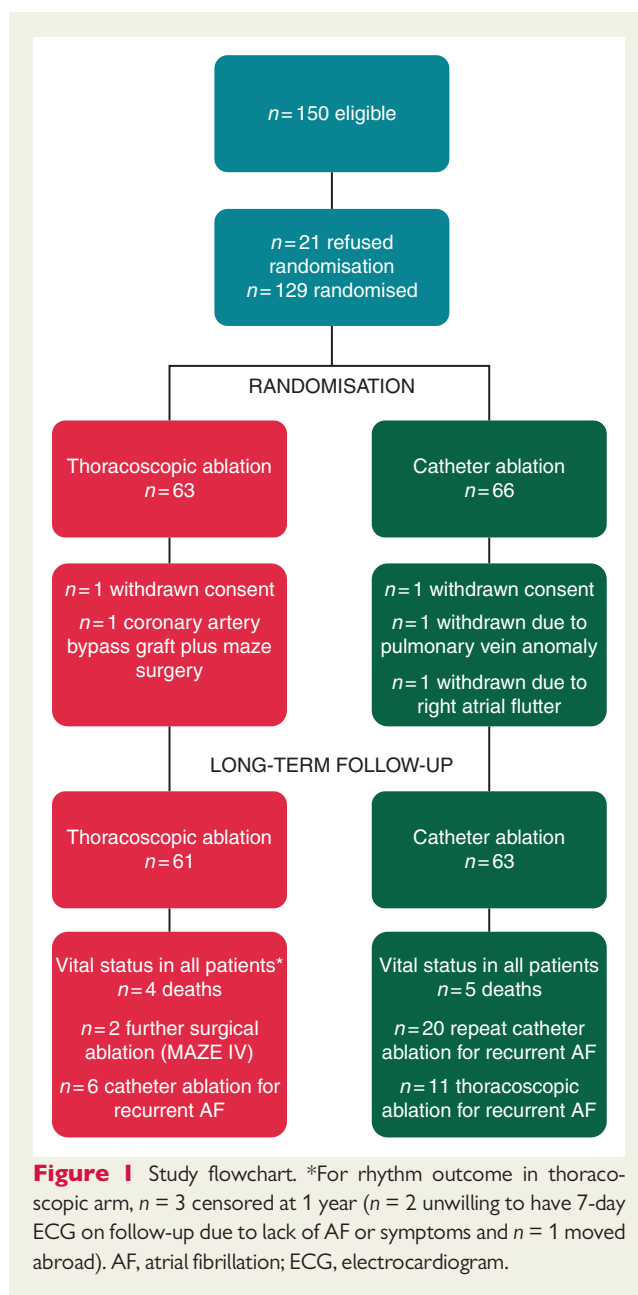 n = 150 eligible
n = 21 refused
randomisation
n = 129 randomised
RANDOMISATION
Thoracoscopic ablation
n = 63
Catheter ablation
n = 66
n = 1 withdrawn consent
n = 1 coronary artery
bypass graft plus maze
surgery
n = 1 withdrawn consent
n = 1 withdrawn due to
pulmonary vein anomaly
n = 1 withdrawn due to
right atrial flutter
LONG-TERM FOLLOW-UP
Thoracoscopic ablation
n = 61
Catheter ablation
n = 63
Vital status in all patients*
n = 4 deaths
n = 2 further surgical
ablation (MAZE IV)
n = 6 catheter ablation for
recurrent AF
Vital status in all patients
n = 5 deaths
n = 20 repeat catheter
ablation for recurrent AF
n = 11 thoracoscopic
ablation for recurrent AF
Figure 1 Study flowchart. *For rhythm outcome in thoraco-
scopic arm, n = 3 censored at 1 year (n = 2 unwilling to have 7-day
ECG on follow-up due to lack of AF or symptoms and n = 1 moved
abroad). AF, atrial fibrillation; ECG, electrocardiogram.